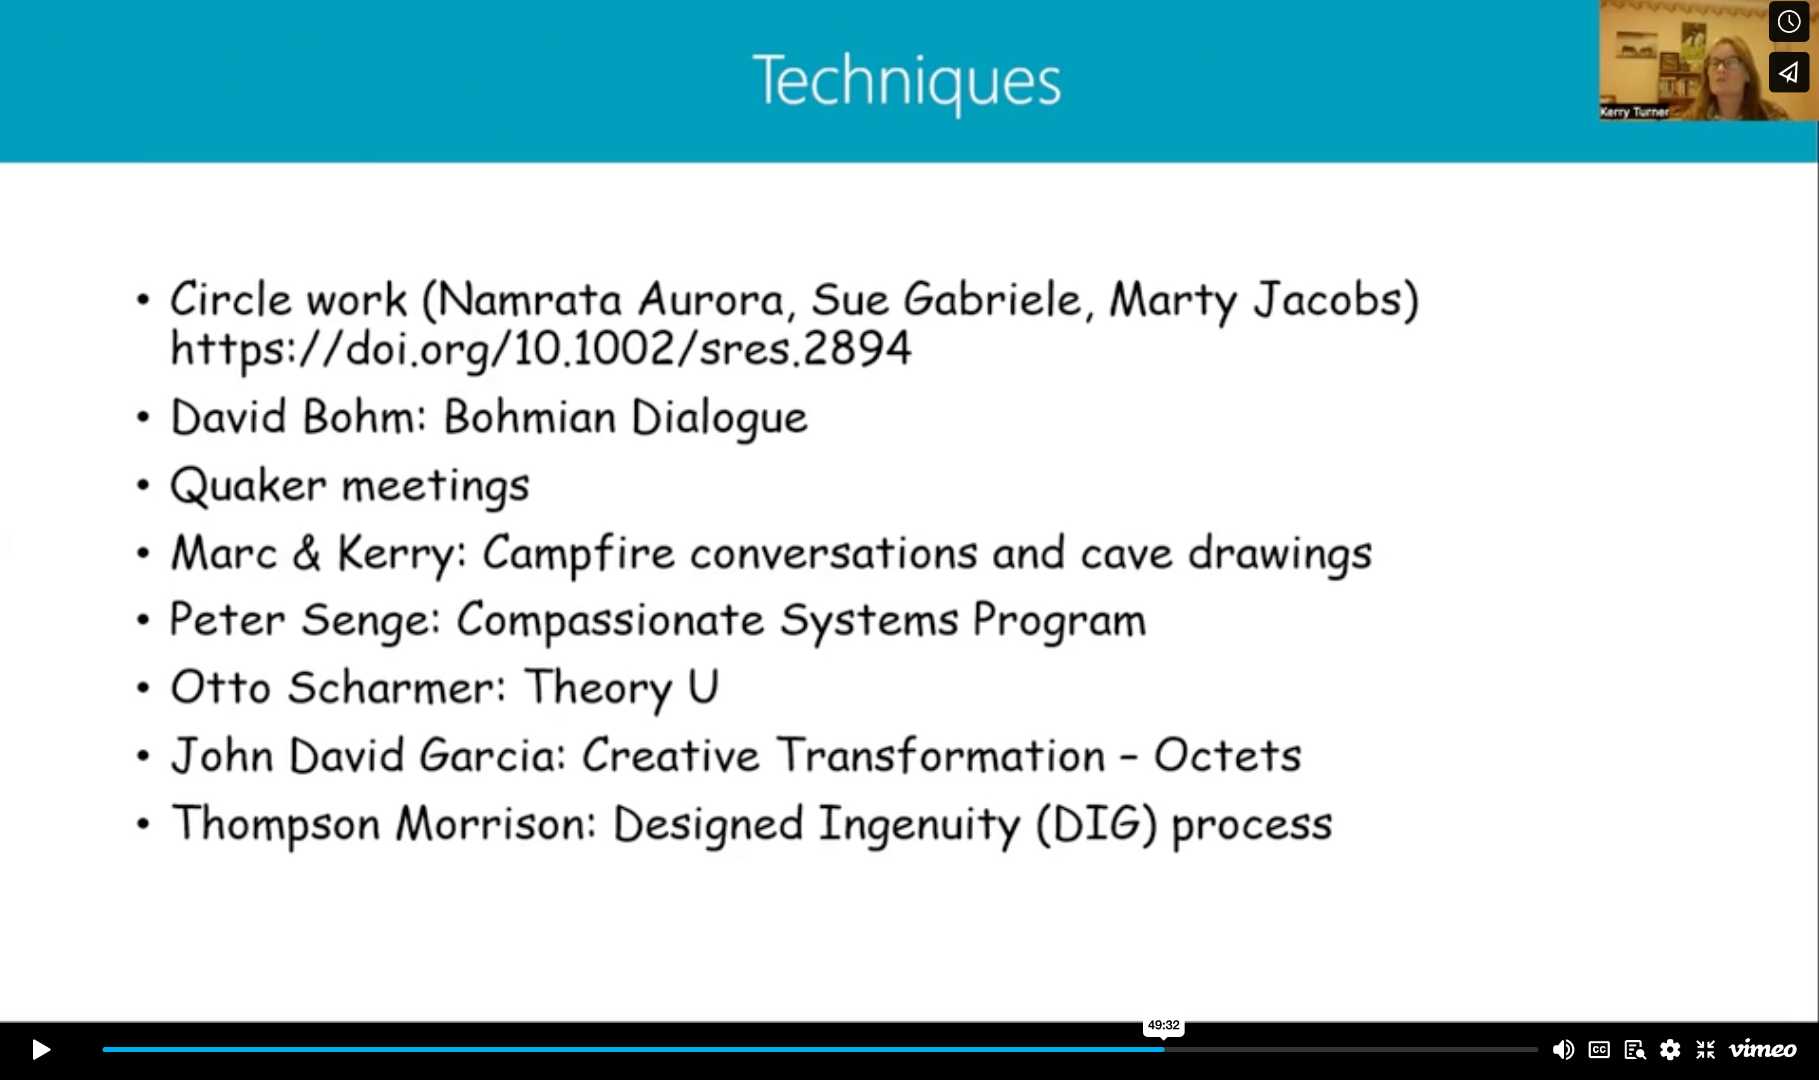 Techniques
Kerry Turner
• Circle work (Namrata Aurora, Sue Gabriele, Marty Jacobs)
https://doi.org/10.1002/sres.2894
• David Bohm: Bohmian Dialogue
• Quaker meetings
• Marc & Kerry: Campfire conversations and cave drawings
• Peter Senge: Compassionate Systems Program
• Otto Scharmer: Theory U
• John David Garcia: Creative Transformation – Octets
• Thompson Morrison: Designed Ingenuity (DIG) process
49:32
CC
vimeo